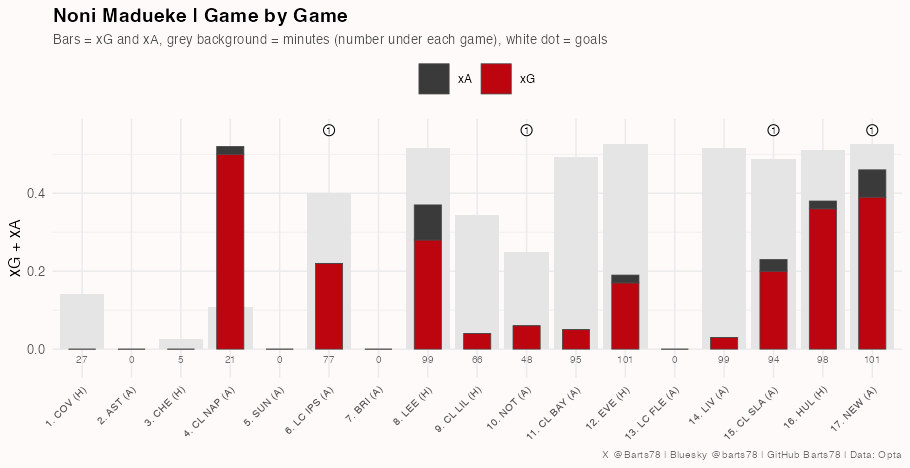 Noni Madueke | Game by Game
Bars = xG and xA, grey background = minutes (number under each game), white dot = goals
xA xG
1 1 1 1
xG + xA
0.4
0.2
0.0
27 0 5 21 0 77 0 99 66 48 95 101 0 99 94 98 101
1. COV (H)
2. AST (A)
3. CHE (H)
4. CL NAP (A)
5. SUN (A)
6. LC IPS (A)
7. BRI (A)
8. LEE (H)
9. CL LIL (H)
10. NOT (A)
11. CL BAY (A)
12. EVE (H)
13. LC FLE (A)
14. LIV (A)
15. CL SLA (A)
16. HUL (H)
17. NEW (A)
X @Barts78 | Bluesky @barts78 | GitHub Barts78 | Data: Opta